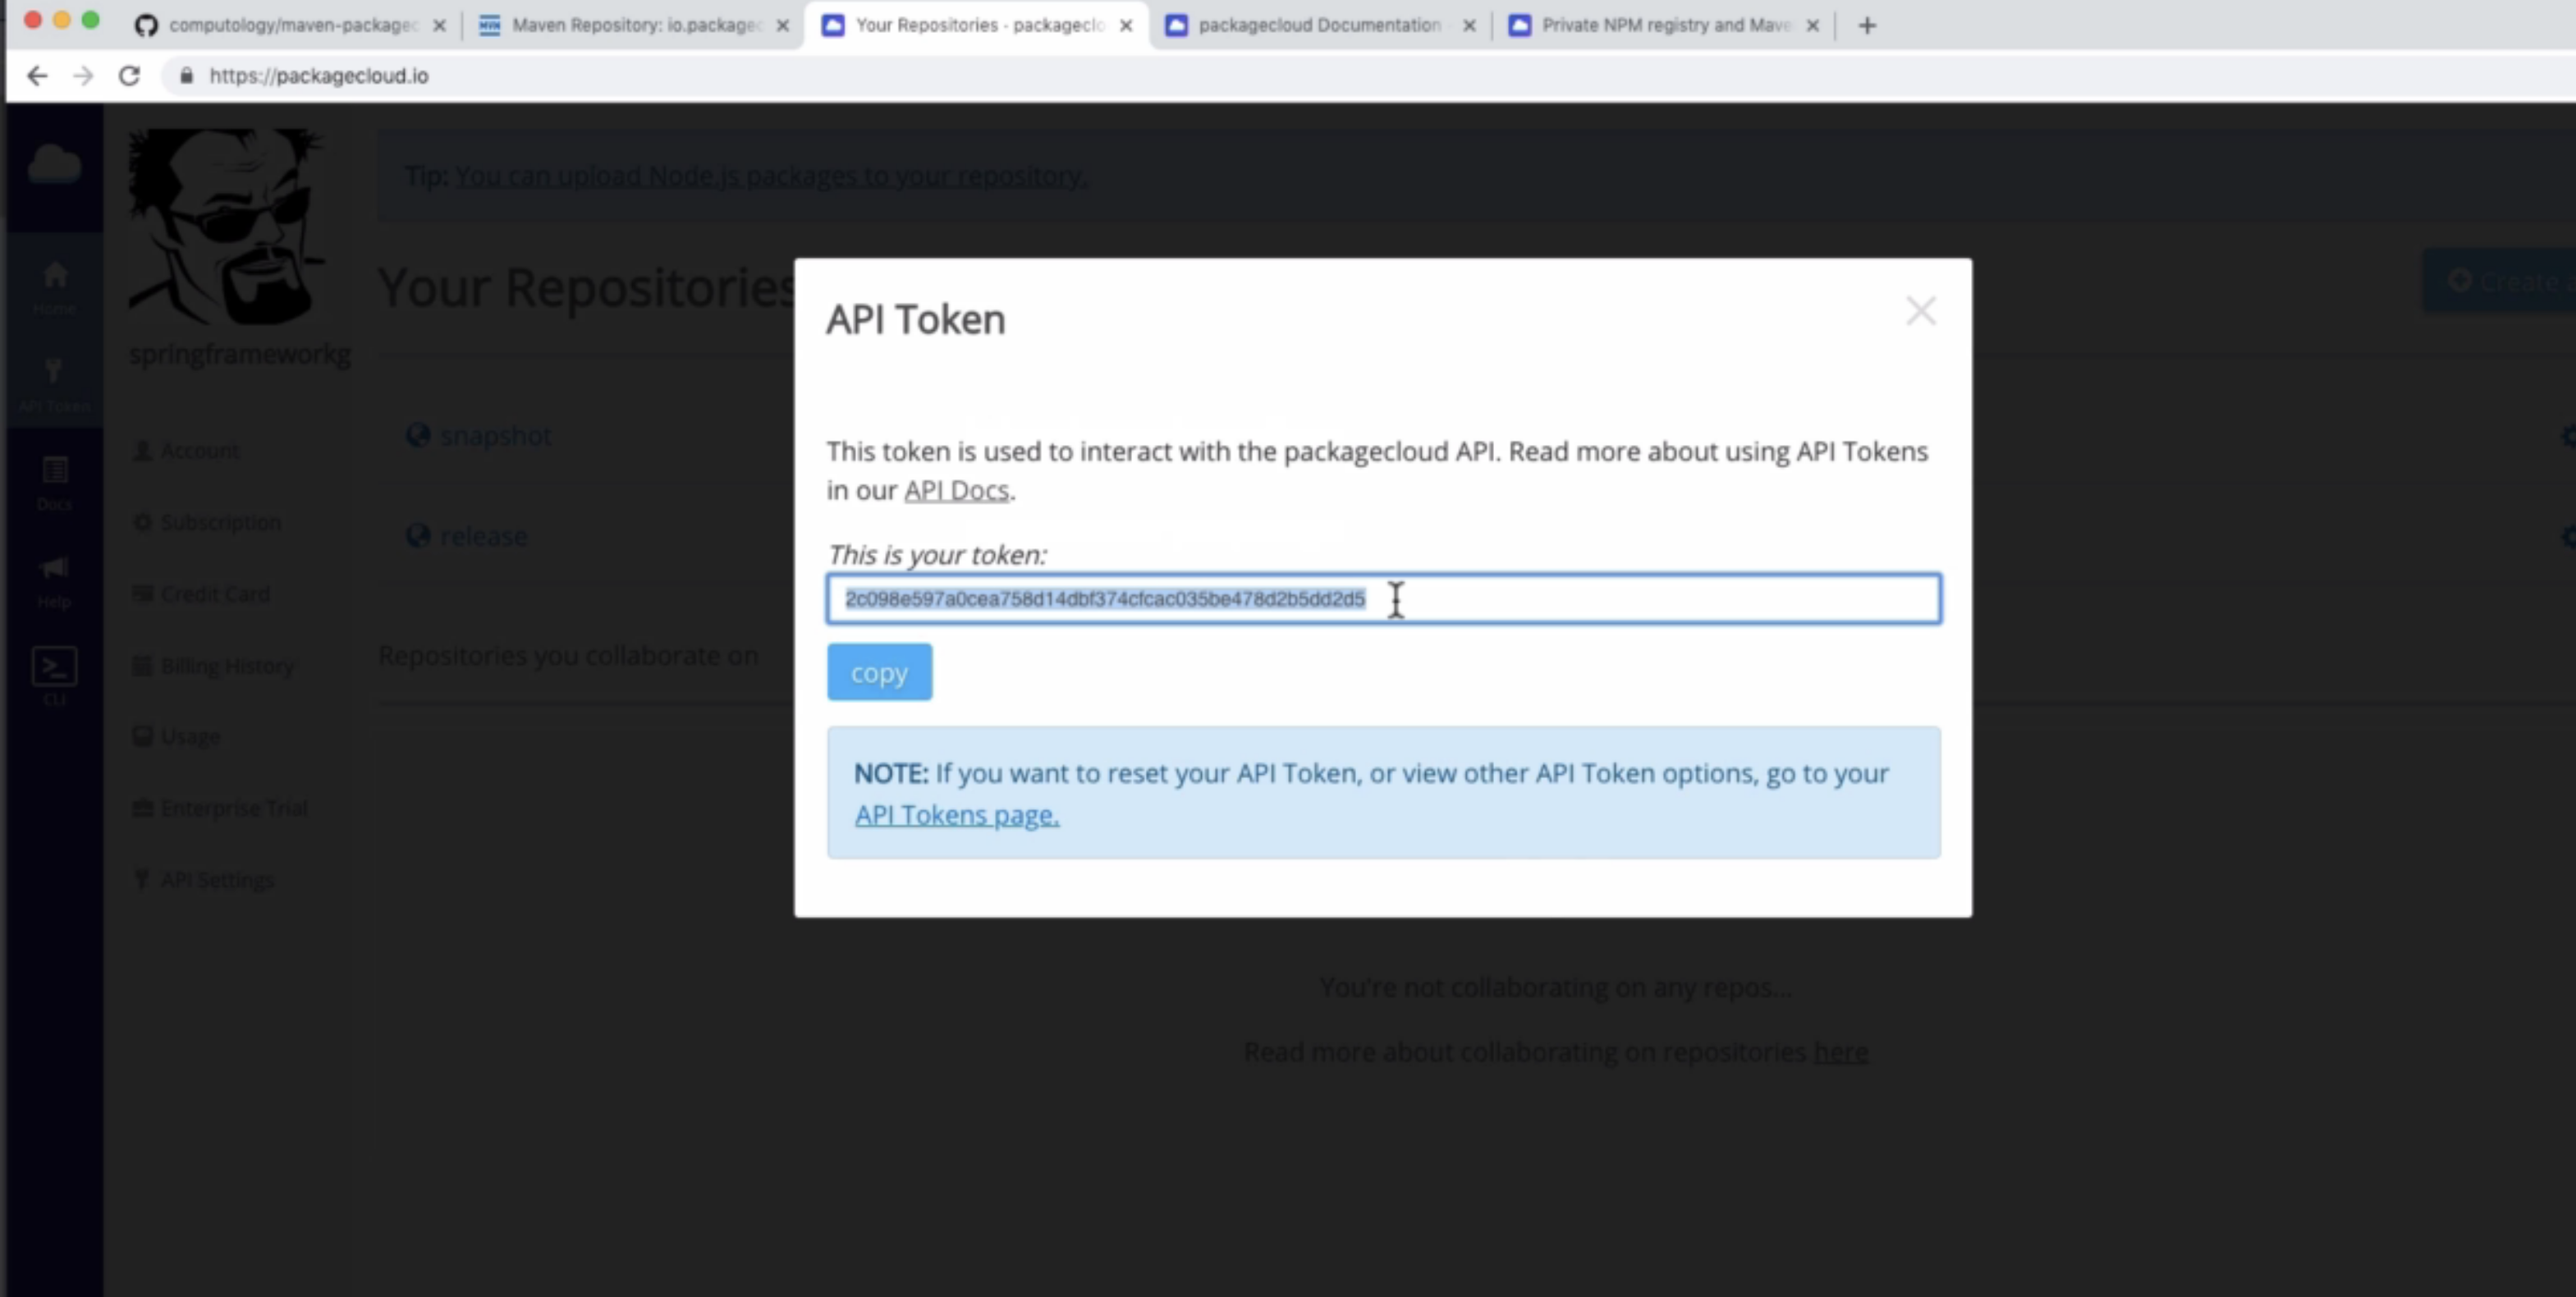 computology/maven-packagec
Maven Repository: io.packagec
Your Repositories - packageclo
packagecloud Documentation
Private NPM registry and Mave
https://packagecloud.io
Tip: You can upload Node.js packages to your repository.
Home
API Token
Docs
Help
CLI
springframeworkg
Account
Subscription
Credit Card
Billing History
Usage
Enterprise Trial
API Settings
Your Repositories
Create a
snapshot
release
Repositories you collaborate on
API Token
This token is used to interact with the packagecloud API. Read more about using API Tokens
in our API Docs.
This is your token:
2c098e597a0cea758d14dbf374cfcac035be478d2b5dd2d5
copy
NOTE: If you want to reset your API Token, or view other API Token options, go to your
API Tokens page.
You're not collaborating on any repos...
Read more about collaborating on repositories here